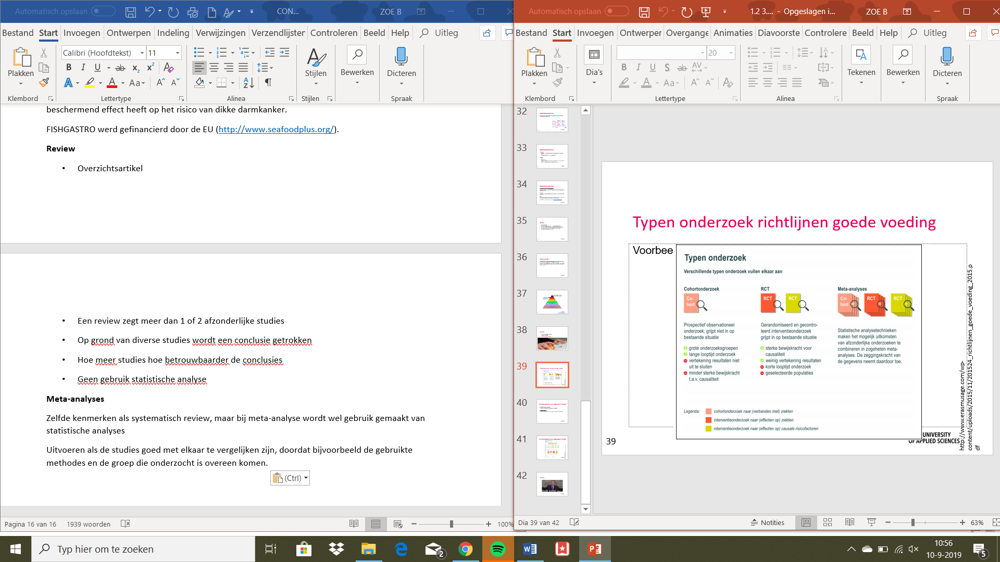 Automatisch opslaan
CON...
ZOE B
Bestand Start Invoegen Ontwerpen Indeling Verwijzingen Verzendlijster Controleren Beeld Help Uitleg
Calibri (Hoofdtekst) 11
Plakken
Stijlen
Bewerken
Dicteren
Klembord
Lettertype
Alinea
Stijlen
Spraak
beschermend effect heeft op het risico van dikke darmkanker.
FISHGASTRO werd gefinancierd door de EU (http://www.seafoodplus.org/).
Review
• Overzichtsartikel
• Een review zegt meer dan 1 of 2 afzonderlijke studies
• Op grond van diverse studies wordt een conclusie getrokken
• Hoe meer studies hoe betrouwbaarder de conclusies
• Geen gebruik statistische analyse
Meta-analyses
Zelfde kenmerken als systematisch review, maar bij meta-analyse wordt wel gebruik gemaakt van
statistische analyses
Uitvoeren als de studies goed met elkaar te vergelijken zijn, doordat bijvoorbeeld de gebruikte
methodes en de groep die onderzocht is overeen komen.
(Ctrl)
Pagina 16 van 16 1939 woorden
100%
Automatisch opslaan
1.2 3.... - Opgeslagen i...
ZOE B
Bestand Start Invoegen Ontwerper Overgange Animaties Diavoorste Controlere Beeld Help Uitleg
20
Plakken
Dia's
Tekenen
Bewerken
Dicteren
Klembord
Lettertype
Alinea
Spraak
32
33
34
35
36
37
38
39
40
41
42
Typen onderzoek richtlijnen goede voeding
Voorbee
Typen onderzoek
Verschillende typen onderzoek vullen elkaar aan
Cohortonderzoek
Co-
hort
Prospectief observationeel
onderzoek; grijpt niet in op
bestaande situatie
grote onderzoeksgroepen
lange looptijd onderzoek
vertekening resultaten niet
uit te sluiten
minder sterke bewijskracht
t.a.v. causaliteit
RCT
RCT RCT
Gerandomiseerd en gecontro-
leerd interventieonderzoek
grijpt in op bestaande situatie
sterke bewijskracht voor
causaliteit
weinig vertekening resultaten
korte looptijd onderzoek
geselecteerde populaties
Meta-analyses
Co-
hort
RCT RCT
Statistische analysetechnieken
maken het mogelijk uitkomsten
van afzonderlijke onderzoeken te
combineren in zogeheten meta-
analyses. De zeggingskracht van
de gegevens neemt daardoor toe.
Legenda: cohortonderzoek naar (verbanden met) ziekten
interventieonderzoek naar (effecten op) ziekten
interventieonderzoek naar (effecten op) causale risicofactoren
http://www.erasmusage.com/wp-
content/uploads/2015/11/201524_richtlijnen_goede_voeding_2015.p
df
39
UNIVERSITY
OF APPLIED SCIENCES
Dia 39 van 42
Notities
63%
Typ hier om te zoeken
2
10:56
10-9-2019
5